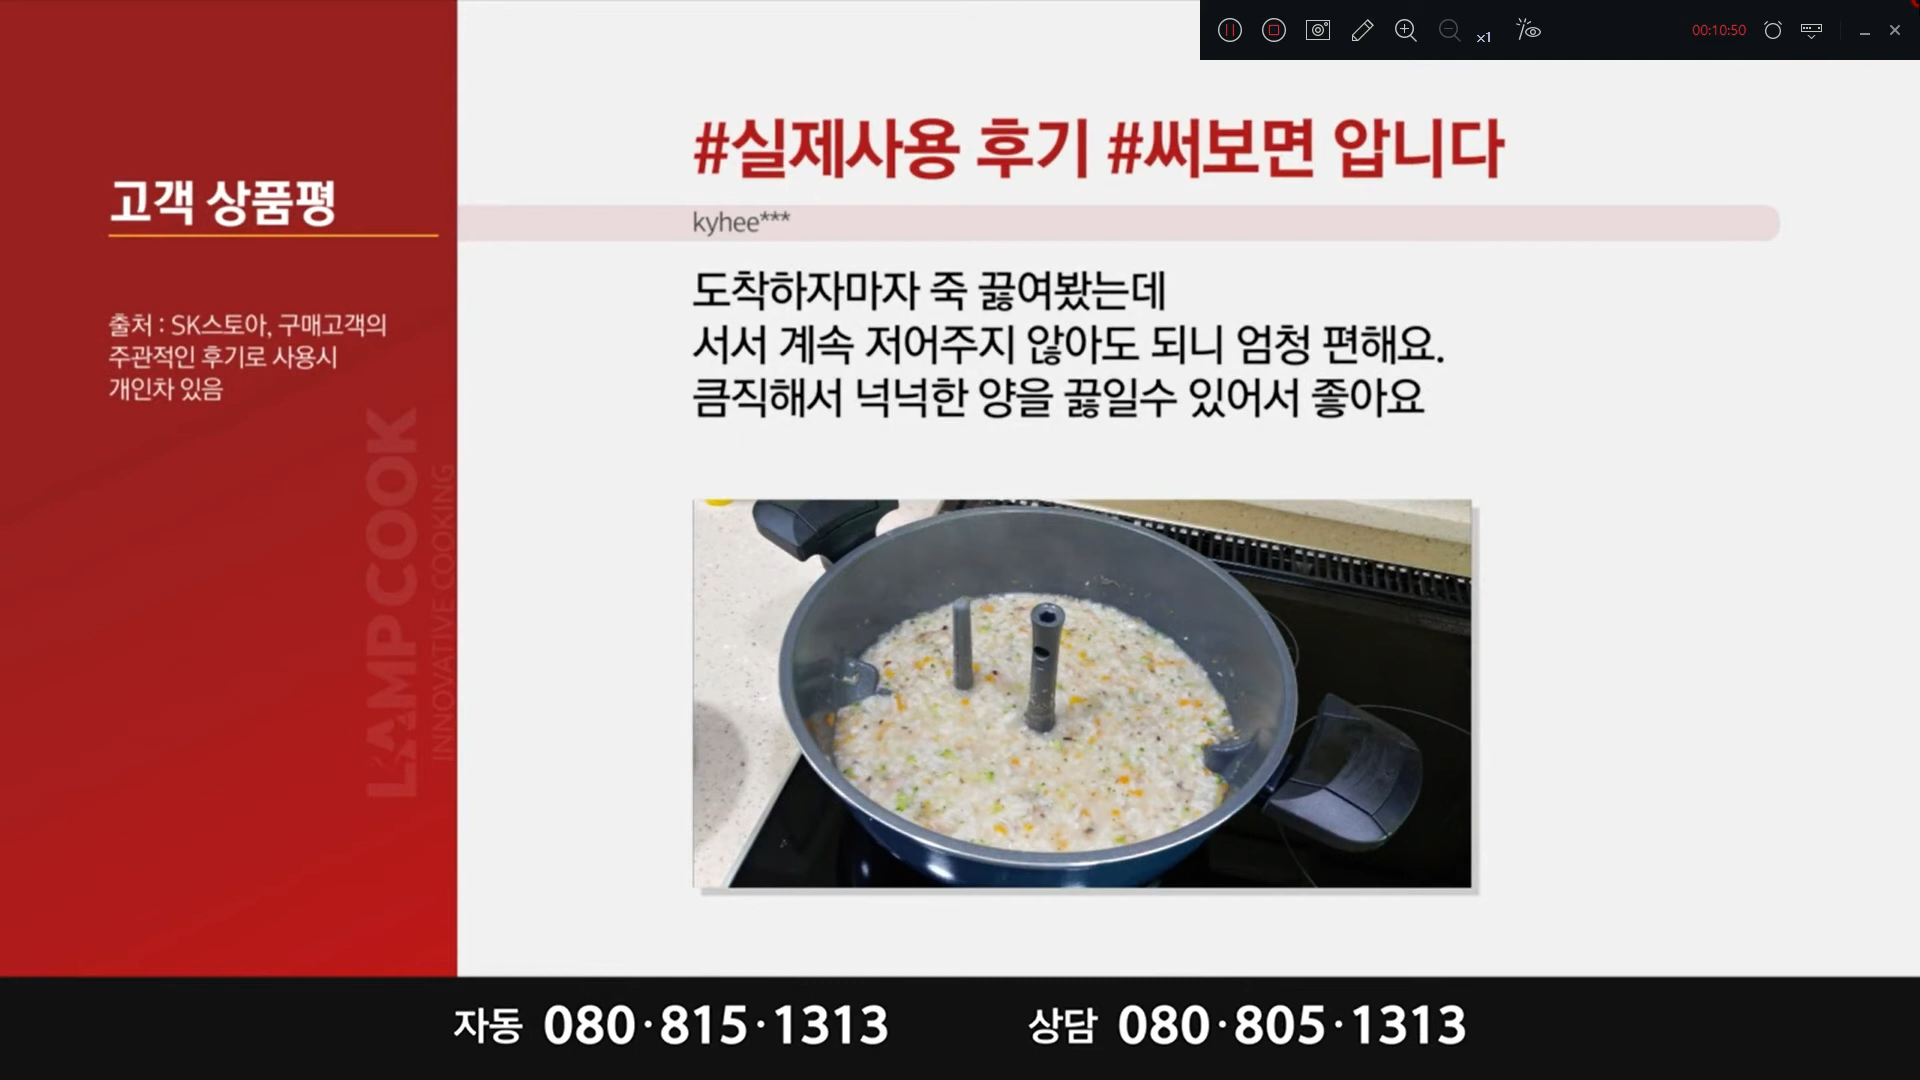 x1
00:10:50
#실제사용 후기 #써보면 압니다
고객 상품평
kyhee***
도착하자마자 죽 끓여봤는데
서서 계속 저어주지 않아도 되니 엄청 편해요.
큼직해서 넉넉한 양을 끓일수 있어서 좋아요
출처 : SK스토아, 구매고객의
주관적인 후기로 사용시
개인차 있음
LAMPCOOK
INNOVATIVE COOKING
자동 080·815·1313
상담 080·805·1313